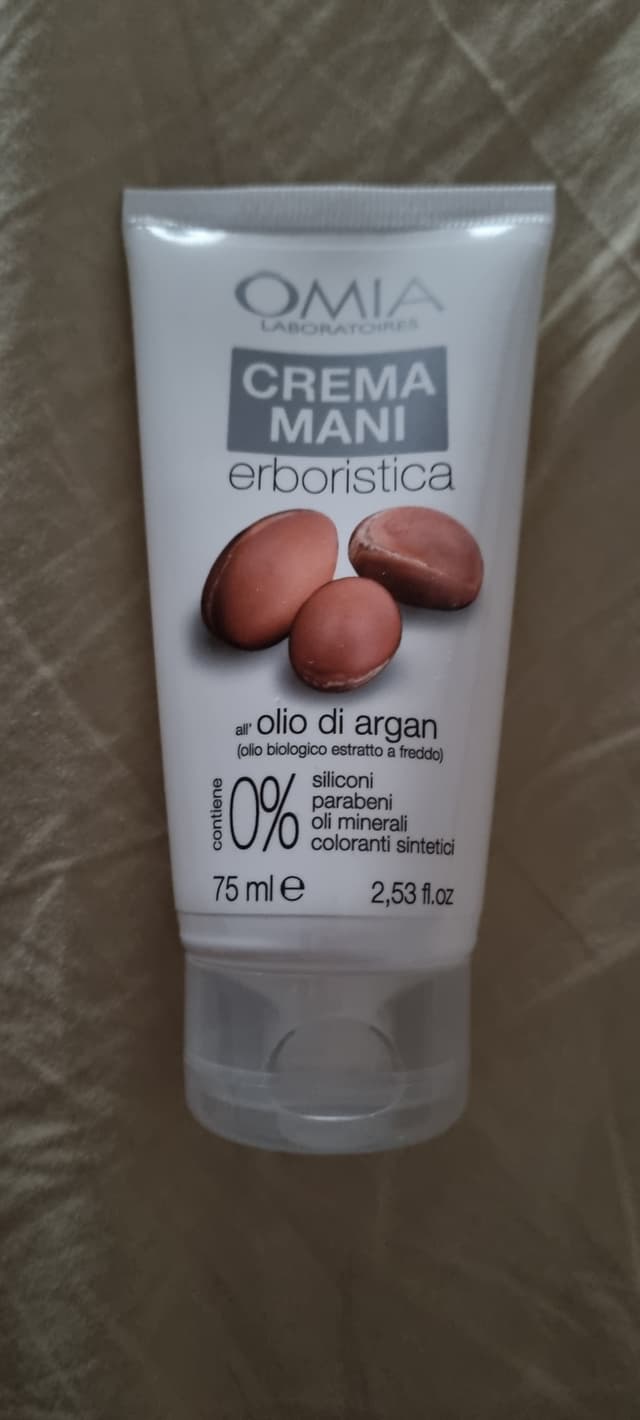 OMIA
LABORATOIRES
CREMA
MANI
erboristica
all' olio di argan
(olio biologico estratto a freddo)
contiene
0%
siliconi
parabeni
oli minerali
coloranti sintetici
75 ml ℮ 2,53 fl.oz